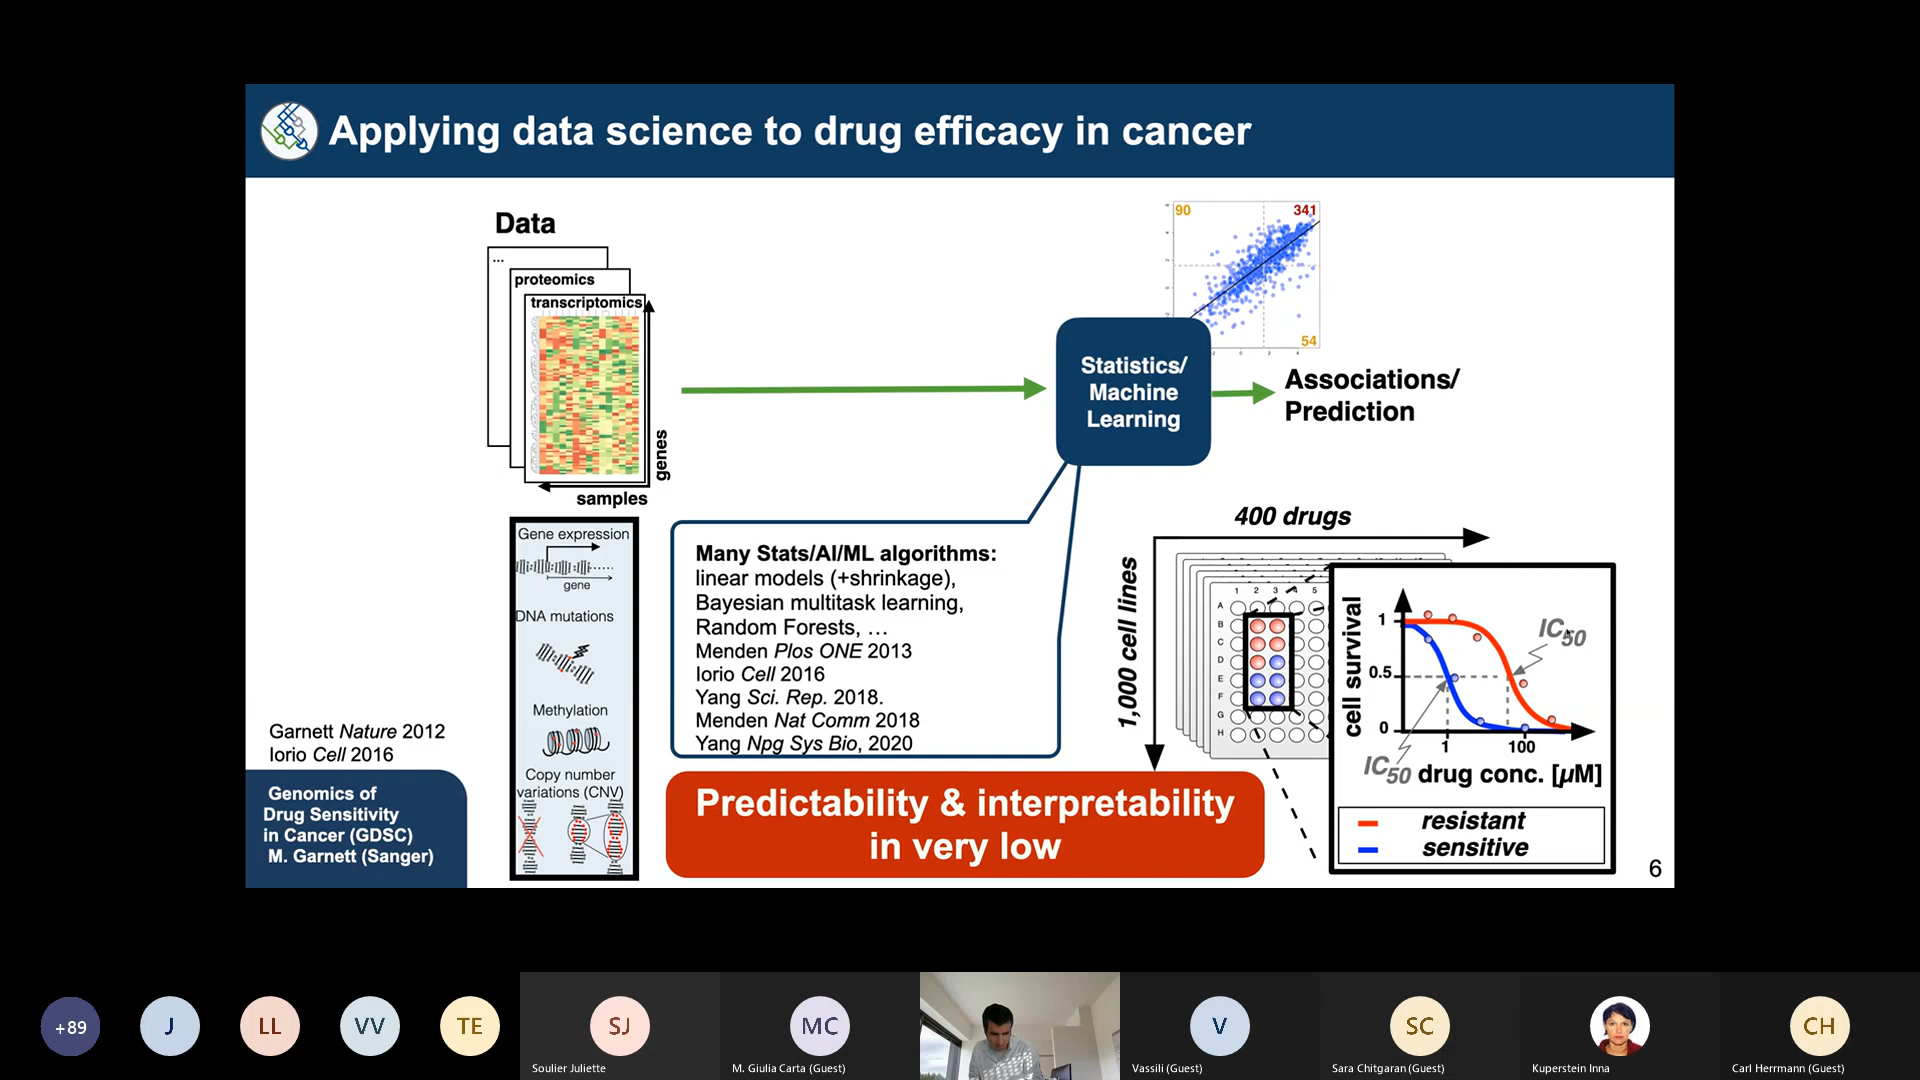 Applying data science to drug efficacy in cancer
Data
...
proteomics
transcriptomics
genes
samples
90
341
54
Statistics/
Machine
Learning
Associations/
Prediction
Gene expression
gene
DNA mutations
Methylation
Copy number
variations (CNV)
Many Stats/AI/ML algorithms:
linear models (+shrinkage),
Bayesian multitask learning,
Random Forests, …
Menden Plos ONE 2013
Iorio Cell 2016
Yang Sci. Rep. 2018.
Menden Nat Comm 2018
Yang Npg Sys Bio, 2020
400 drugs
1,000 cell lines
1 2 3 4 5
A
B
C
D
E
F
G
H
cell survival
1
0.5
0
IC50
IC50
1
100
drug conc. [µM]
resistant
sensitive
Garnett Nature 2012
Iorio Cell 2016
Genomics of
Drug Sensitivity
in Cancer (GDSC)
M. Garnett (Sanger)
Predictability & interpretability
in very low
6
+89
J
LL
VV
TE
SJ
Soulier Juliette
MC
M. Giulia Carta (Guest)
V
Vassili (Guest)
SC
Sara Chitgaran (Guest)
Kuperstein Inna
CH
Carl Herrmann (Guest)